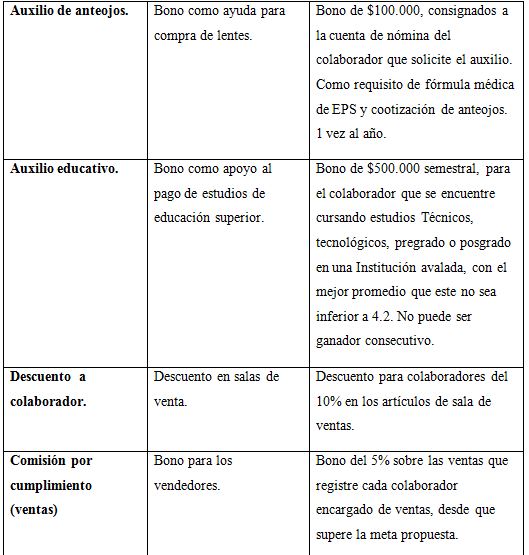 Auxilio de anteojos.
Bono como ayuda para
compra de lentes.
Bono de $100.000, consignados a
la cuenta de nómina del
colaborador que solicite el auxilio.
Como requisito de fórmula médica
de EPS y cootización de anteojos.
1 vez al año.
Auxilio educativo.
Bono como apoyo al
pago de estudios de
educación superior.
Bono de $500.000 semestral, para
el colaborador que se encuentre
cursando estudios Técnicos,
tecnológicos, pregrado o posgrado
en una Institución avalada, con el
mejor promedio que este no sea
inferior a 4.2. No puede ser
ganador consecutivo.
Descuento a
colaborador.
Descuento en salas de
venta.
Descuento para colaboradores del
10% en los artículos de sala de
ventas.
Comisión por
cumplimiento
(ventas)
Bono para los
vendedores.
Bono del 5% sobre las ventas que
registre cada colaborador
encargado de ventas, desde que
supere la meta propuesta.